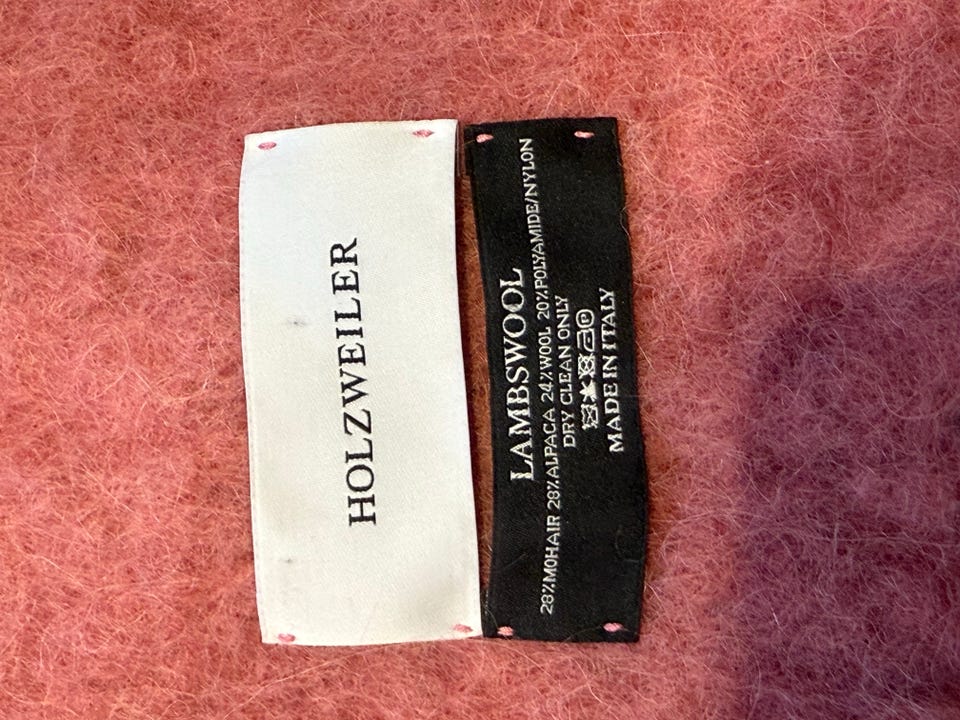 HOLZWEILER
LAMBSWOOL
28%MOHAIR 28%ALPACA 24%WOOL 20%POLYAMIDE/NYLON
DRY CLEAN ONLY
MADE IN ITALY